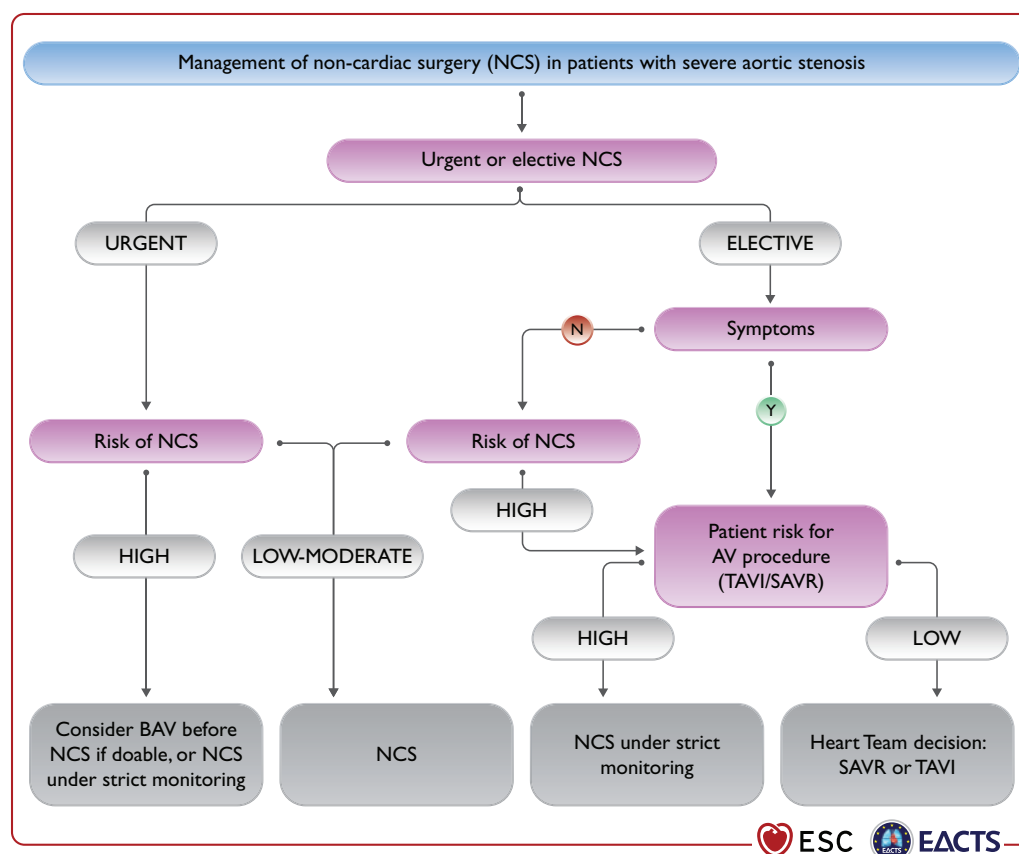 Management of non-cardiac surgery (NCS) in patients with severe aortic stenosis
Urgent or elective NCS
URGENT
ELECTIVE
N
Symptoms
Y
Risk of NCS
Risk of NCS
HIGH
Patient risk for
AV procedure
(TAVI/SAVR)
HIGH
LOW-MODERATE
HIGH
LOW
Consider BAV before
NCS if doable, or NCS
under strict monitoring
NCS
NCS under strict
monitoring
Heart Team decision:
SAVR or TAVI
ESC
EACTS
EACTS